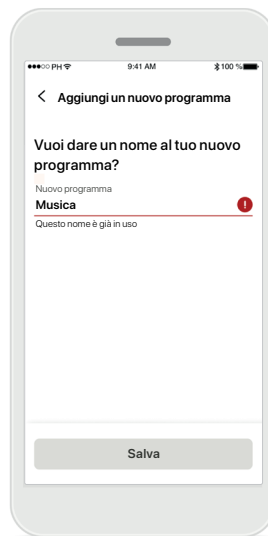 ●●●○○ PH 9:41 AM 100 %
Aggiungi un nuovo programma
Vuoi dare un nome al tuo nuovo
programma?
Nuovo programma
Musica !
Questo nome è già in uso
Salva